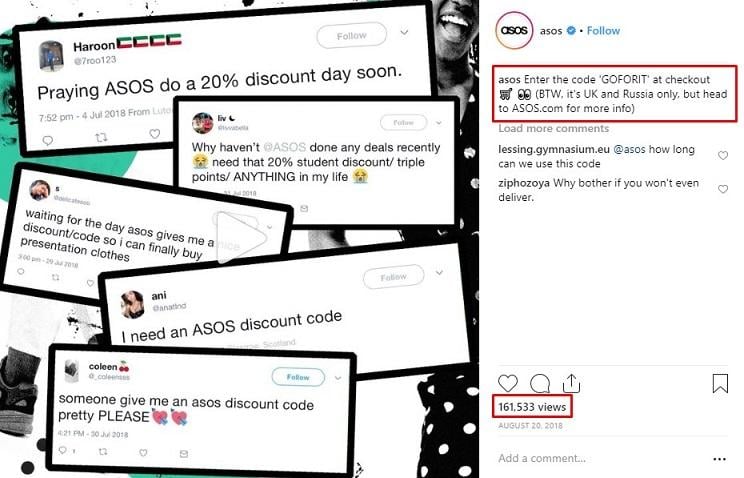 Haroon
@7roo123
Follow
Praying ASOS do a 20% discount day soon.
7:52 pm - 4 Jul 2018 From
liv
Follow
Why haven't @ASOS done any deals recently
😭 need that 20% student discount/ triple
points/ ANYTHING in my life 😭
31 Jul 2018
s
@delicateeoo
waiting for the day asos gives me a nice
discount/code so i can finally buy
presentation clothes
3:00 pm - 29 Jul 2018
ani
@anatlnd
Follow
I need an ASOS discount code
Scotland
coleen🍒
@_coleensss
Follow
someone give me an asos discount code
pretty PLEASE💘💘
4:21 PM - 30 Jul 2018
1
asos
asos • Follow
asos Enter the code 'GOFORIT' at checkout
🛒 👀 (BTW, it's UK and Russia only, but head
to ASOS.com for more info)
Load more comments
lessing.gymnasium.eu @asos how long
can we use this code
ziphozoya Why bother if you won't even
deliver.
161,533 views
AUGUST 20, 2018
Add a comment...